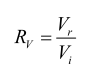 R_V = V_r / V_i